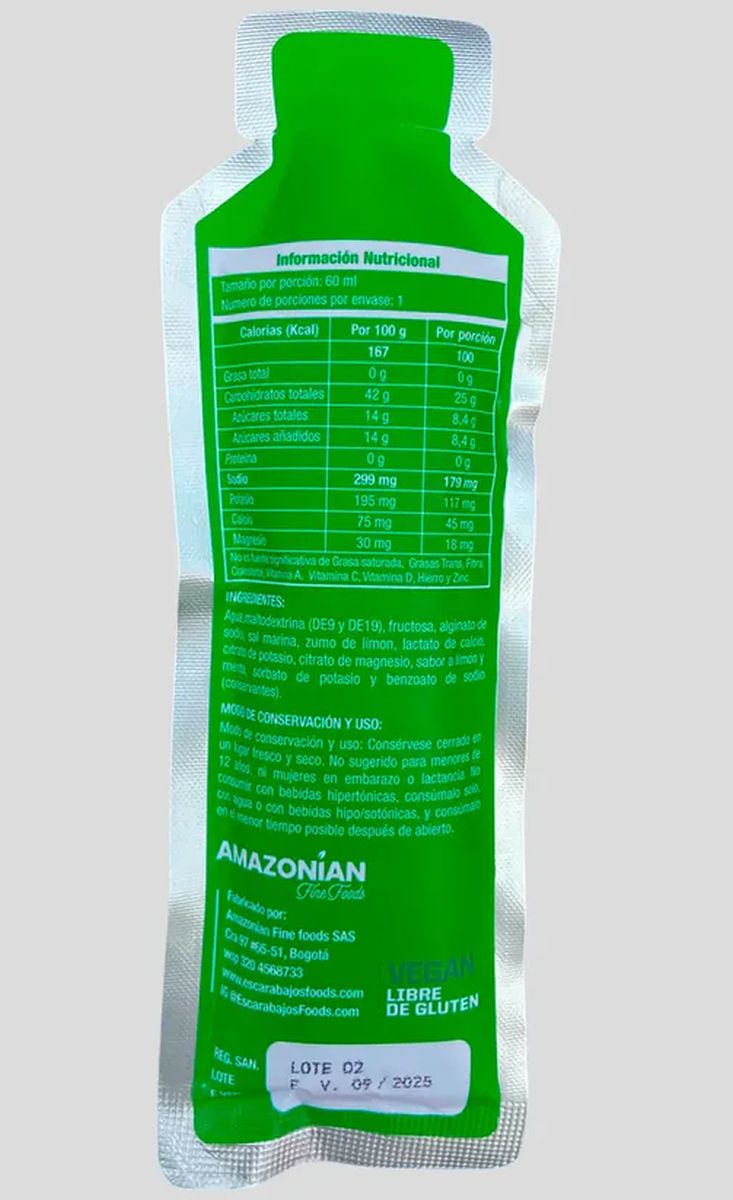 Información Nutricional
Tamaño por porción: 60 ml
Numero de porciones por envase: 1
Calorías (Kcal) Por 100 g Por porción
167 100
Grasa total 0 g 0 g
Carbohidratos totales 42 g 25 g
Azúcares totales 14 g 8,4 g
Azúcares añadidos 14 g 8,4 g
Proteina 0 g 0 g
Sodio 299 mg 179 mg
Potasio 195 mg 117 mg
Calcio 75 mg 45 mg
Magnesio 30 mg 18 mg
No es fuente significativa de Grasa saturada, Grasas Trans, Fibra,
Colesterol, Vitamina A, Vitamina C, Vitamina D, Hierro y Zinc.
INGREDIENTES:
Agua, maltodextrina (DE9 y DE19), fructosa, alginato de
sodio, sal marina, zumo de limon, lactato de calcio,
citrato de potasio, citrato de magnesio, sabor a limón y
menta, sorbato de potasio y benzoato de sodio
(conservantes).
MODO DE CONSERVACIÓN Y USO:
Modo de conservación y uso: Consérvese cerrado en
un lugar fresco y seco. No sugerido para menores de
12 años, ni mujeres en embarazo o lactancia. No
consumir con bebidas hipertónicas, consúmalo solo,
con agua o con bebidas hipo/sotónicas, y consúmalo
en el menor tiempo posible después de abierto.
AMAZONÍAN
Fine Foods
Fabricado por:
Amazonían Fine foods SAS
Cra 97 #65-51, Bogotá
wsp 320 4568733
www.escarabajosfoods.com
IG @EscarabajosFoods.com
VEGAN
LIBRE
DE GLUTEN
REG. SAN.
LOTE
LOTE 02
F. V. 09 / 2025